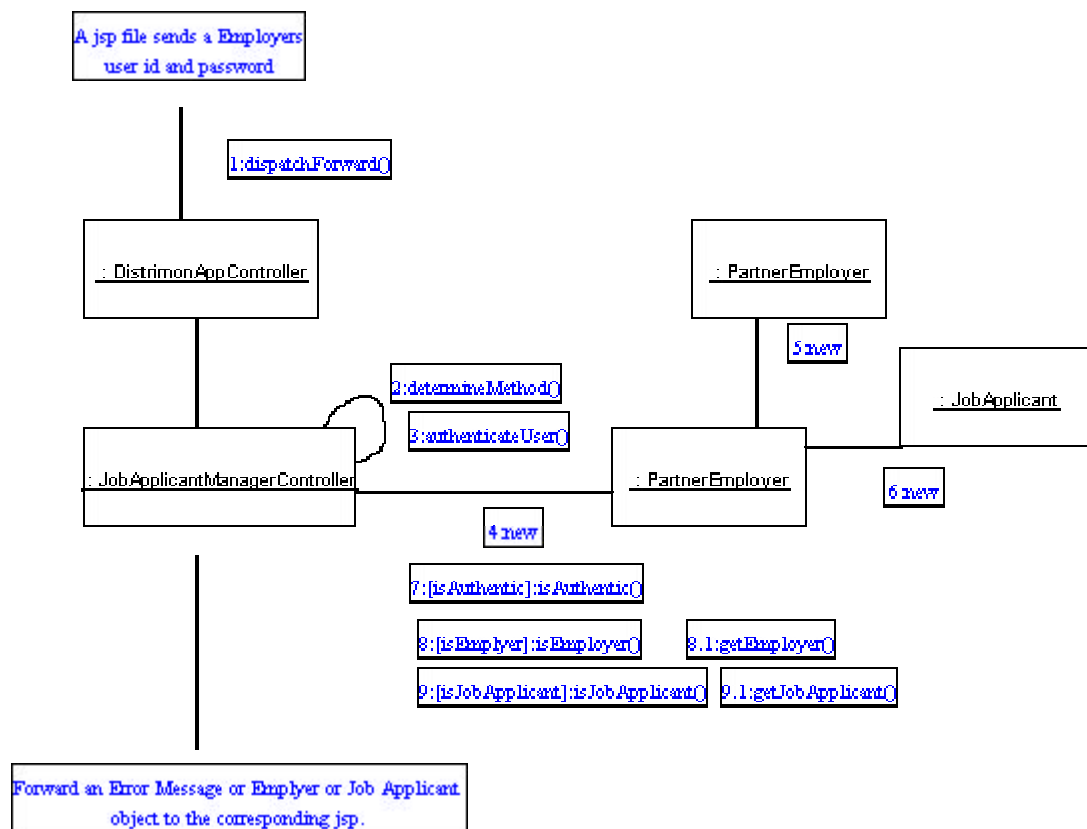 A jsp file sends a Employers
user id and password
1:dispatchForward()
: DistrimonAppController
: PartnerEmployer
5:new
: JobApplicant
2:determineMethod()
3:authenticateUser()
: JobApplicantManagerController
: PartnerEmployer
6:new
4:new
7:[isAuthentic]:isAuthentic()
8:[isEmplyer]:isEmployer()
8.1:getEmployer()
9:[isJobApplicant]:isJobApplicant()
9.1:getJobApplicant()
Forward an Error Message or Emplyer or Job Applicant
object to the corresponding jsp.